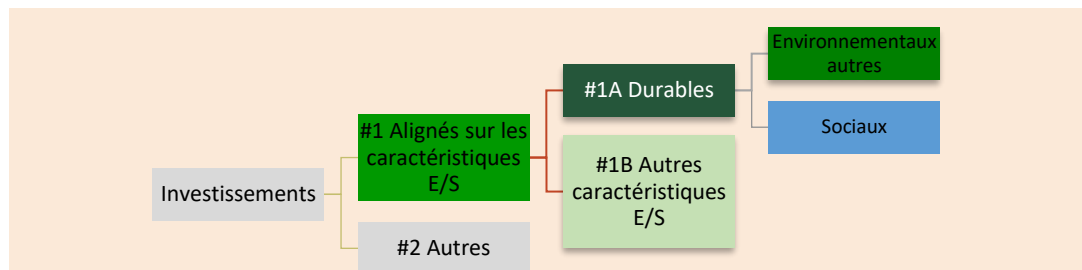 Investissements
#1 Alignés sur les
caractéristiques
E/S
#2 Autres
#1A Durables
#1B Autres
caractéristiques
E/S
Environnementaux
autres
Sociaux